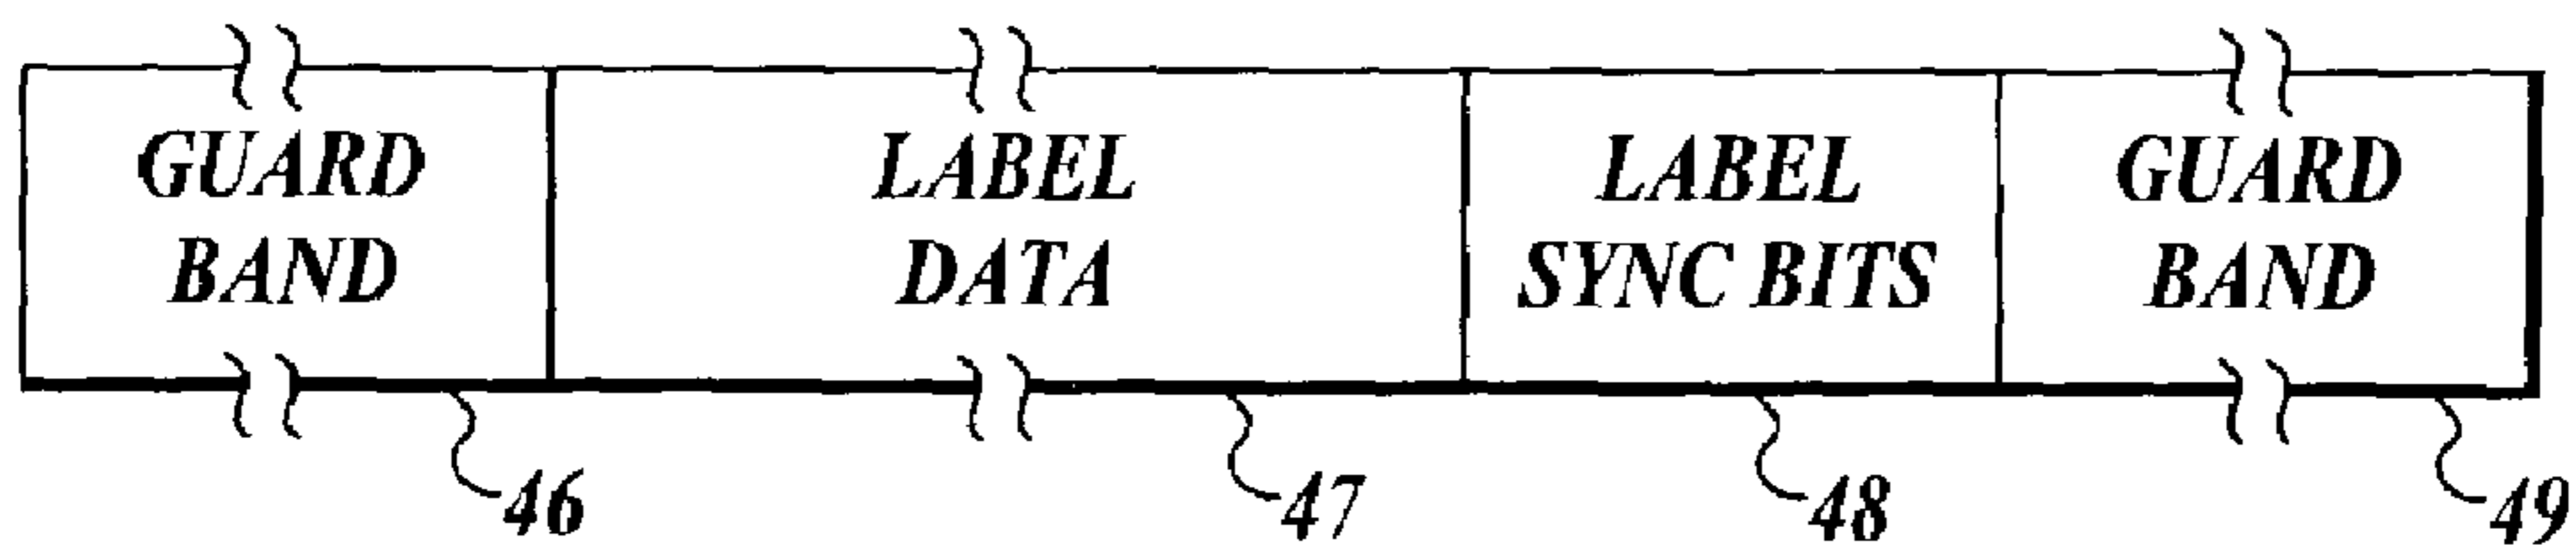 GUARD BAND
LABEL DATA
LABEL SYNC BITS
GUARD BAND
46
47
48
49